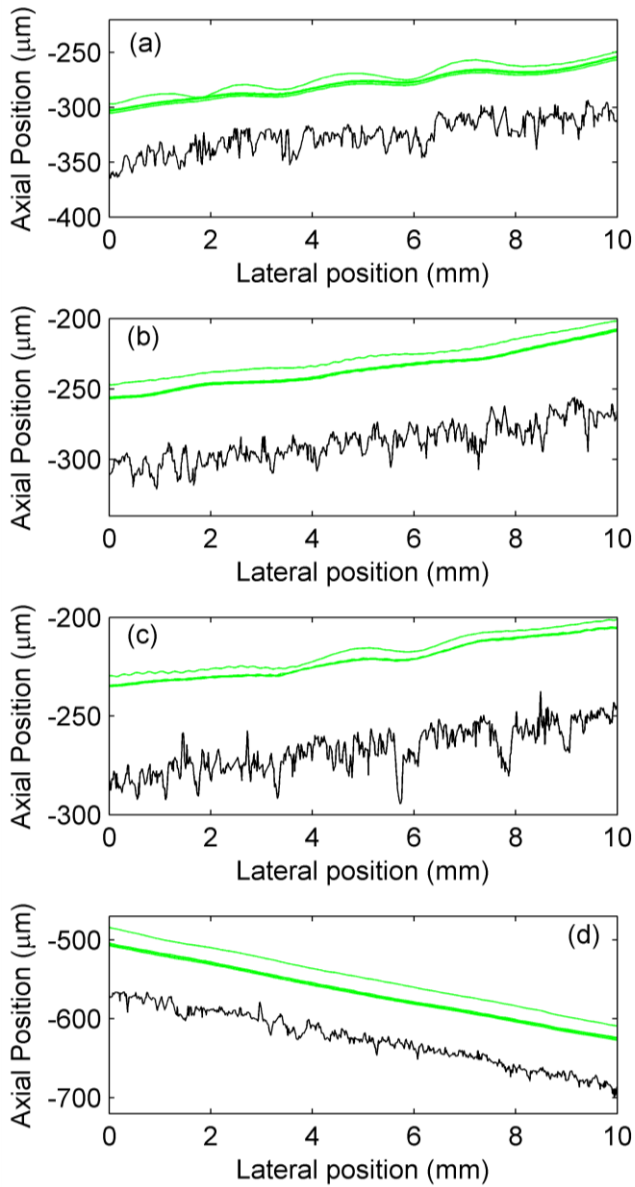 (a)
Axial Position (μm)
-250
-300
-350
-400
0 2 4 6 8 10
Lateral position (mm)
(b)
Axial Position (μm)
-200
-250
-300
0 2 4 6 8 10
Lateral position (mm)
(c)
Axial Position (μm)
-200
-250
-300
0 2 4 6 8 10
Lateral position (mm)
(d)
Axial Position (μm)
-500
-600
-700
0 2 4 6 8 10
Lateral position (mm)